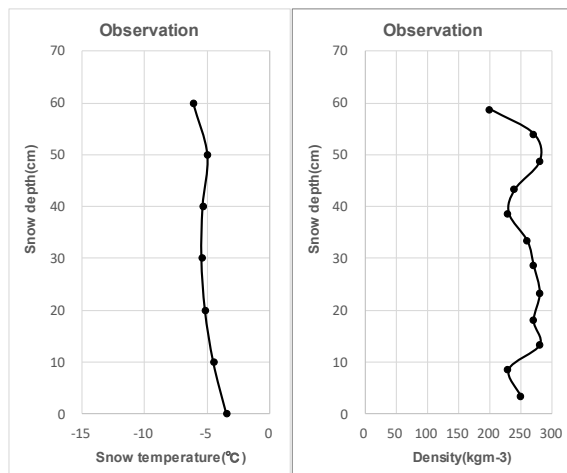 Observation
70
60
50
40
30
20
10
0
Snow depth(cm)
-15 -10 -5 0
Snow temperature(℃)
Observation
70
60
50
40
30
20
10
0
Snow depth(cm)
0 50 100 150 200 250 300
Density(kgm-3)